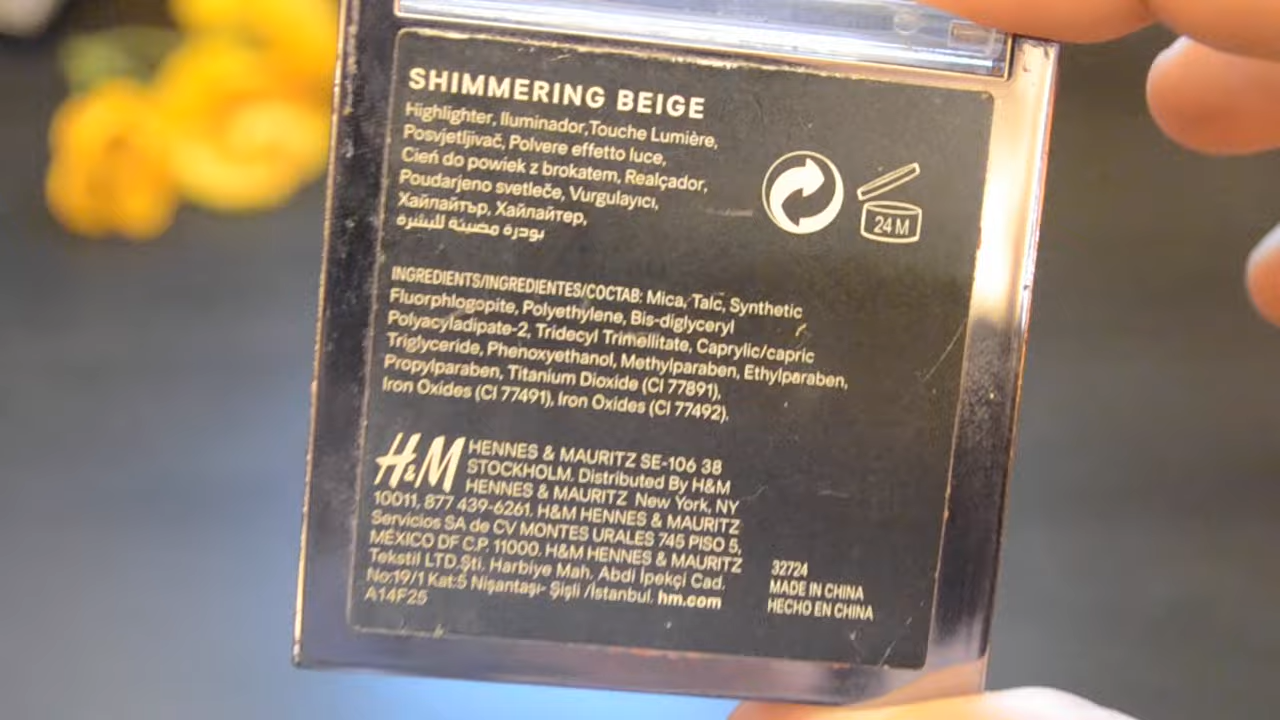 SHIMMERING BEIGE
Highlighter, Iluminador,Touche Lumière,
Posvjetljivač, Polvere effetto luce,
Cień do powiek z brokatem, Realçador,
Poudarjeno svetleče, Vurgulayıcı,
Хайлайтър, Хайлайтер,
بودرة مضيئة للبشرة
24 M
INGREDIENTS/INGREDIENTES/СОСТАВ: Mica, Talc, Synthetic
Fluorphlogopite, Polyethylene, Bis-diglyceryl
Polyacyladipate-2, Tridecyl Trimellitate, Caprylic/capric
Triglyceride, Phenoxyethanol, Methylparaben, Ethylparaben,
Propylparaben, Titanium Dioxide (CI 77891),
Iron Oxides (CI 77491), Iron Oxides (CI 77492).
H&M
HENNES & MAURITZ SE-106 38
STOCKHOLM. Distributed By H&M
HENNES & MAURITZ New York, NY
10011, 877 439-6261. H&M HENNES & MAURITZ
Servicios SA de CV MONTES URALES 745 PISO 5,
MÉXICO DF C.P. 11000. H&M HENNES & MAURITZ
Tekstil LTD.Şti. Harbiye Mah. Abdi İpekçi Cad.
No:19/1 Kat:5 Nişantaşı- Şişli /İstanbul. hm.com
A14F25
32724
MADE IN CHINA
HECHO EN CHINA